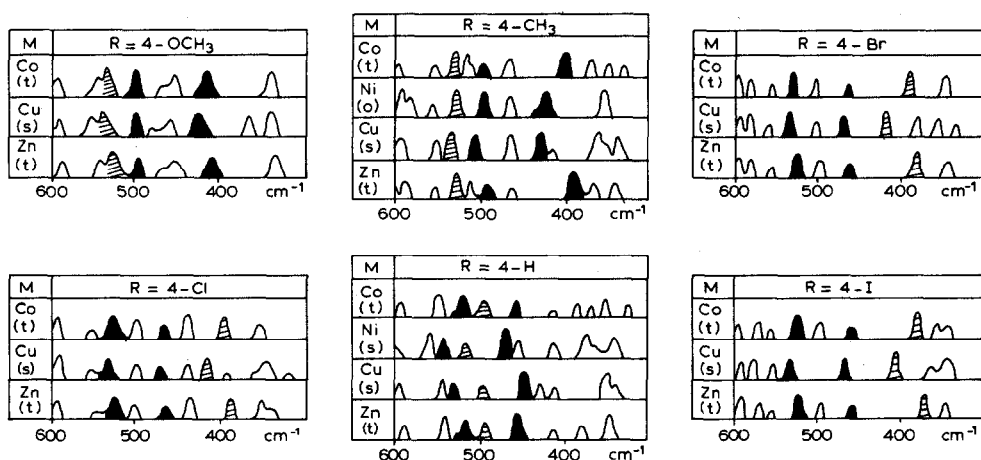 M R = 4-OCH₃
Co (t)
Cu (s)
Zn (t)
600 500 400 cm⁻¹
M R = 4-CH₃
Co (t)
Ni (o)
Cu (s)
Zn (t)
600 500 400 cm⁻¹
M R = 4-Br
Co (t)
Cu (s)
Zn (t)
600 500 400 cm⁻¹
M R = 4-Cl
Co (t)
Cu (s)
Zn (t)
600 500 400 cm⁻¹
M R = 4-H
Co (t)
Ni (s)
Cu (s)
Zn (t)
600 500 400 cm⁻¹
M R = 4-I
Co (t)
Cu (s)
Zn (t)
600 500 400 cm⁻¹